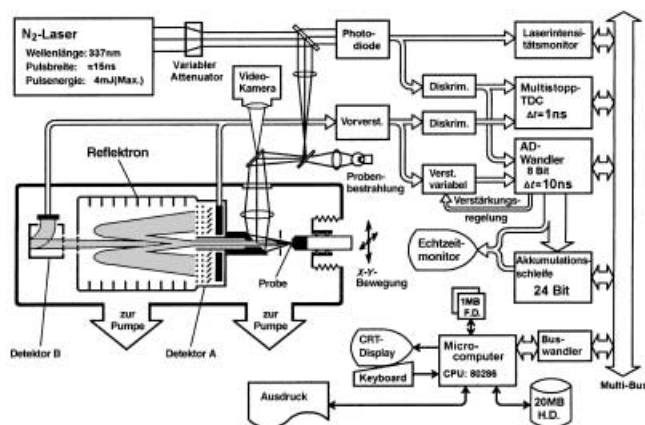 N₂-Laser
Wellenlänge: 337nm
Pulsbreite: ≈15ns
Pulsenergie: 4mJ(Max.)
Variabler
Attenuator
Video-
Kamera
Photo-
diode
Laserintensi-
tätsmonitor
Diskrim.
Multistopp-
TDC
Δt=1ns
Vorverst.
Diskrim.
AD-
Wandler
8 Bit
Δt=10ns
Verst.
variabel
Verstärkungs-
regelung
Reflektron
Proben-
bestrahlung
X-Y-
Bewegung
Probe
Echtzeit-
monitor
Akkumulations-
schleife
24 Bit
zur
Pumpe
zur
Pumpe
Detektor B
Detektor A
1MB
F.D.
CRT-
Display
Keyboard
Micro-
computer
CPU: 80286
Bus-
wandler
Ausdruck
20MB
H.D.
Multi-Bus